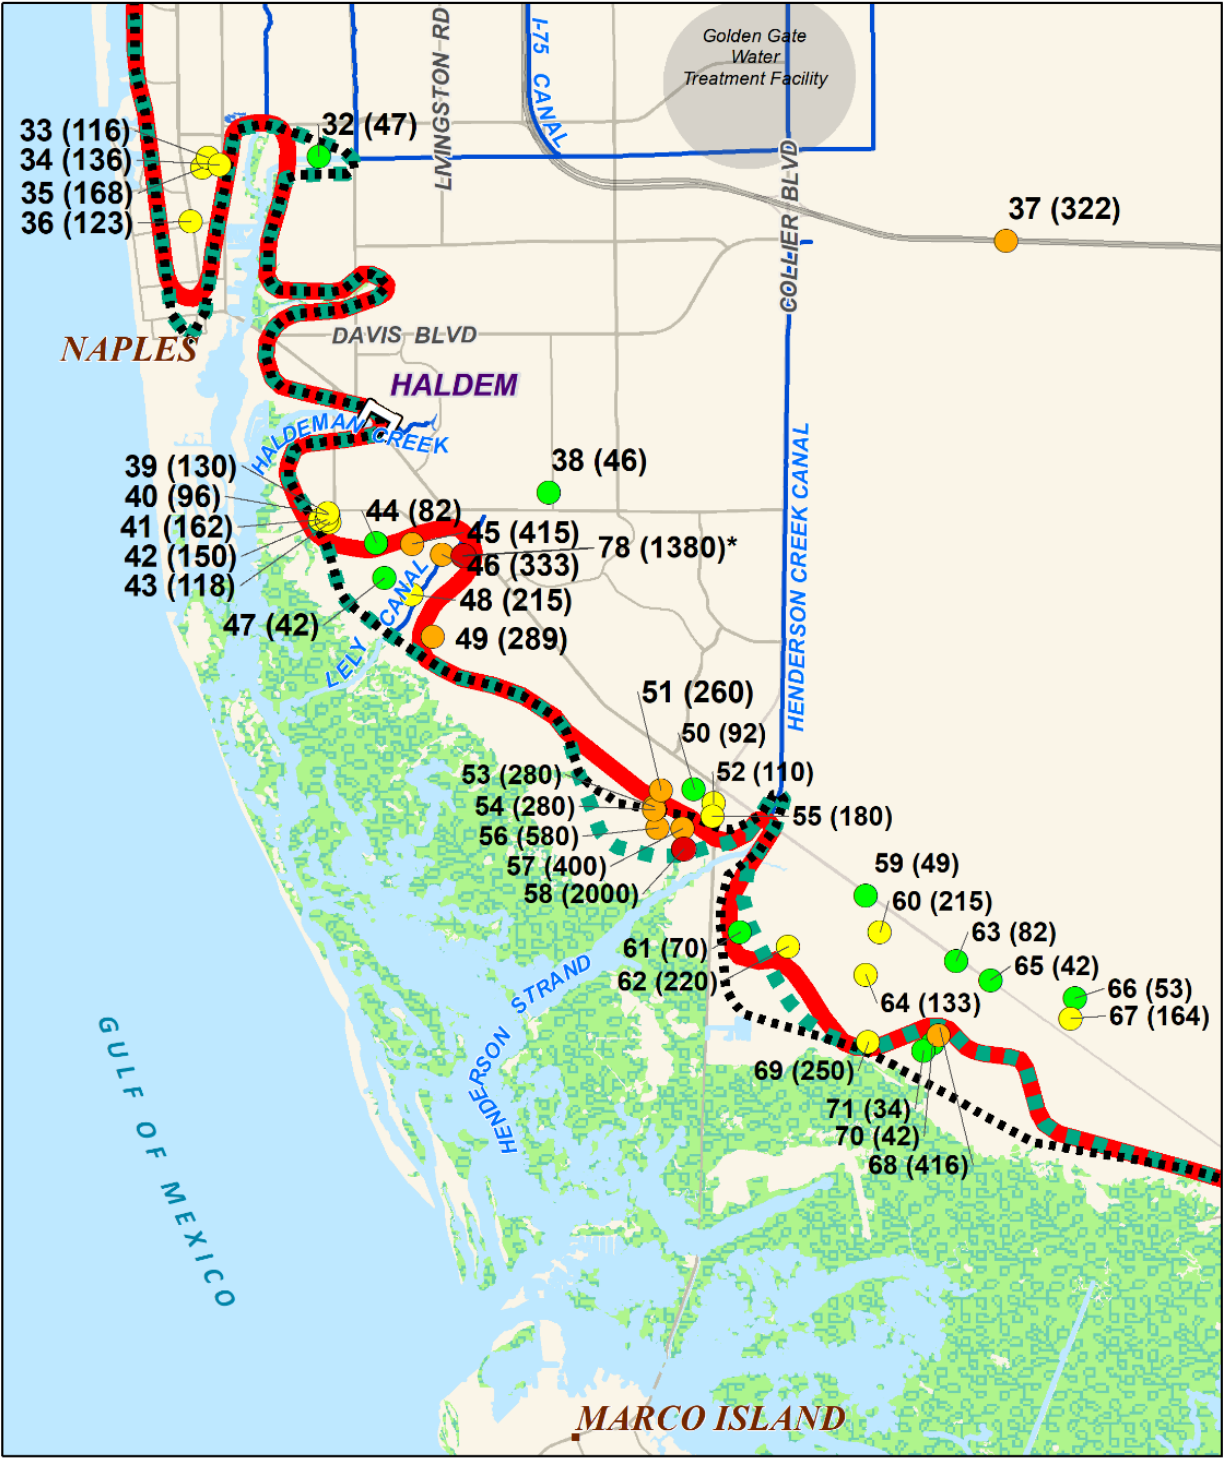 Golden Gate
Water
Treatment Facility
LIVINGSTON RD
I-75 CANAL
COLLIER BLVD
33 (116)
34 (136)
35 (168)
36 (123)
32 (47)
37 (322)
NAPLES
DAVIS BLVD
HALDEM
HALDEMAN CREEK
HENDERSON CREEK CANAL
38 (46)
39 (130)
40 (96)
41 (162)
42 (150)
43 (118)
44 (82)
45 (415)
78 (1380)*
46 (333)
48 (215)
47 (42)
49 (289)
LELY CANAL
51 (260)
50 (92)
52 (110)
53 (280)
54 (280)
55 (180)
56 (580)
57 (400)
58 (2000)
59 (49)
60 (215)
63 (82)
61 (70)
62 (220)
65 (42)
64 (133)
66 (53)
67 (164)
HENDERSON STRAND
69 (250)
71 (34)
70 (42)
68 (416)
GULF OF MEXICO
MARCO ISLAND